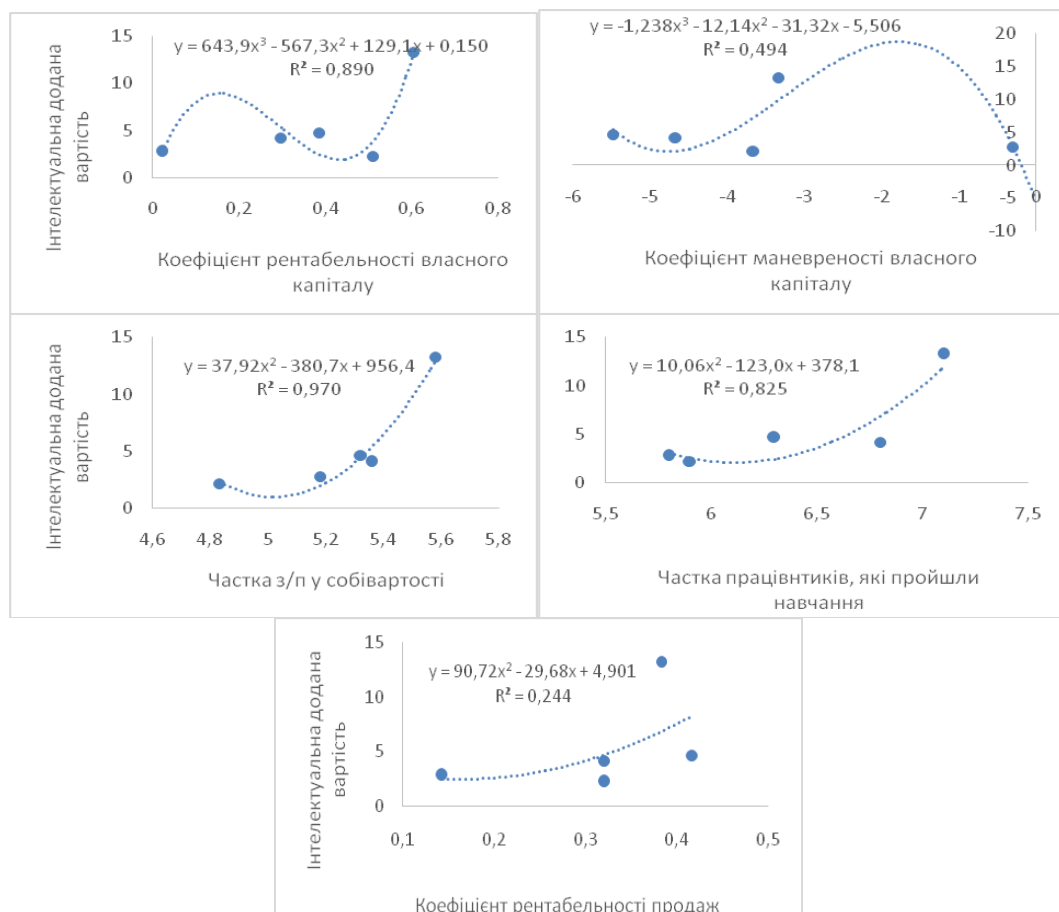 15
10
5
0
0
0,2
0,4
0,6
0,8
y = 643,9x³ - 567,3x² + 129,1x + 0,150
R² = 0,890
Інтелектуальна додана
вартість
Коефіцієнт рентабельності власного
капіталу
y = -1,238x³ - 12,14x² - 31,32x - 5,506
R² = 0,494
20
15
10
5
0
-5
-10
-6
-5
-4
-3
-2
-1
0
Коефіцієнт маневреності власного
капіталу
15
10
5
0
4,6
4,8
5
5,2
5,4
5,6
5,8
y = 37,92x² - 380,7x + 956,4
R² = 0,970
Інтелектуальна додана
вартість
Частка з/п у собівартості
15
10
5
0
5,5
6
6,5
7
7,5
y = 10,06x² - 123,0x + 378,1
R² = 0,825
Частка працівнтиків, які пройшли
навчання
15
10
5
0
0,1
0,2
0,3
0,4
0,5
y = 90,72x² - 29,68x + 4,901
R² = 0,244
Інтелектуальна додана
вартість
Коефіцієнт рентабельності продаж